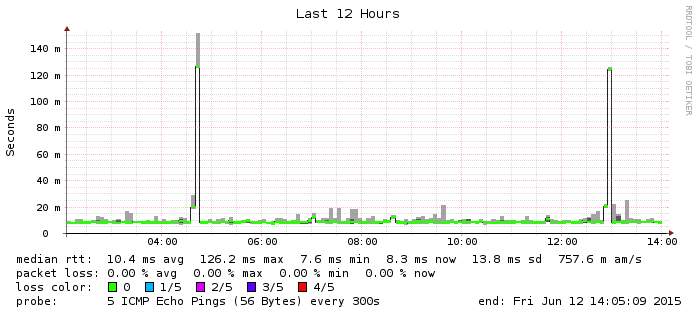 Last 12 Hours
RRDTOOL / TOBI OETIKER
Seconds
140 m
120 m
100 m
80 m
60 m
40 m
20 m
0
04:00 06:00 08:00 10:00 12:00 14:00
median rtt: 10.4 ms avg 126.2 ms max 7.6 ms min 8.3 ms now 13.8 ms sd 757.6 m am/s
packet loss: 0.00 % avg 0.00 % max 0.00 % min 0.00 % now
loss color: 0 1/5 2/5 3/5 4/5
probe: 5 ICMP Echo Pings (56 Bytes) every 300s end: Fri Jun 12 14:05:09 2015